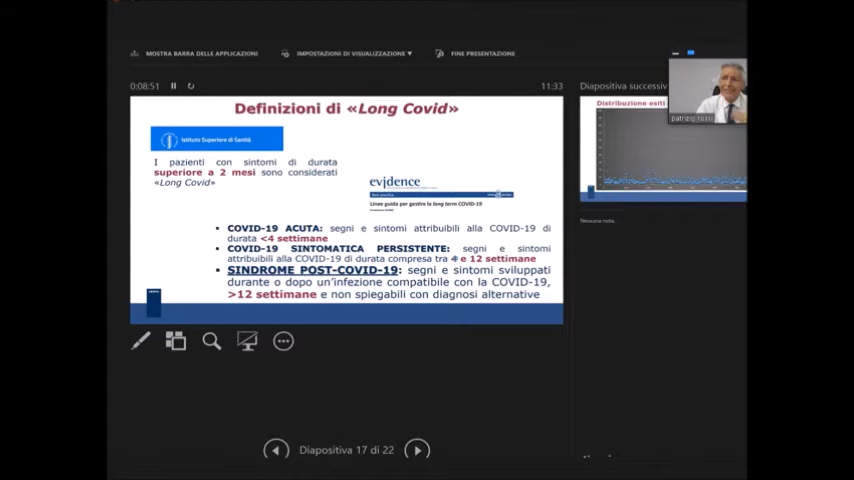 MOSTRA BARRA DELLE APPLICAZIONI
IMPOSTAZIONI DI VISUALIZZAZIONE ▼
FINE PRESENTAZIONE
0:08:51
11:33
Diapositiva successiv
Definizioni di «Long Covid»
Istituto Superiore di Sanità
I pazienti con sintomi di durata
superiore a 2 mesi sono considerati
«Long Covid»
evidence
Linee guida per gestire la long term COVID-19
▪ COVID-19 ACUTA: segni e sintomi attribuibili alla COVID-19 di
durata <4 settimane
▪ COVID-19 SINTOMATICA PERSISTENTE: segni e sintomi
attribuibili alla COVID-19 di durata compresa tra 4 e 12 settimane
▪ SINDROME POST-COVID-19: segni e sintomi sviluppati
durante o dopo un'infezione compatibile con la COVID-19,
>12 settimane e non spiegabili con diagnosi alternative
Distribuzione esiti
patrizio rossi
Nessuna nota.
Diapositiva 17 di 22